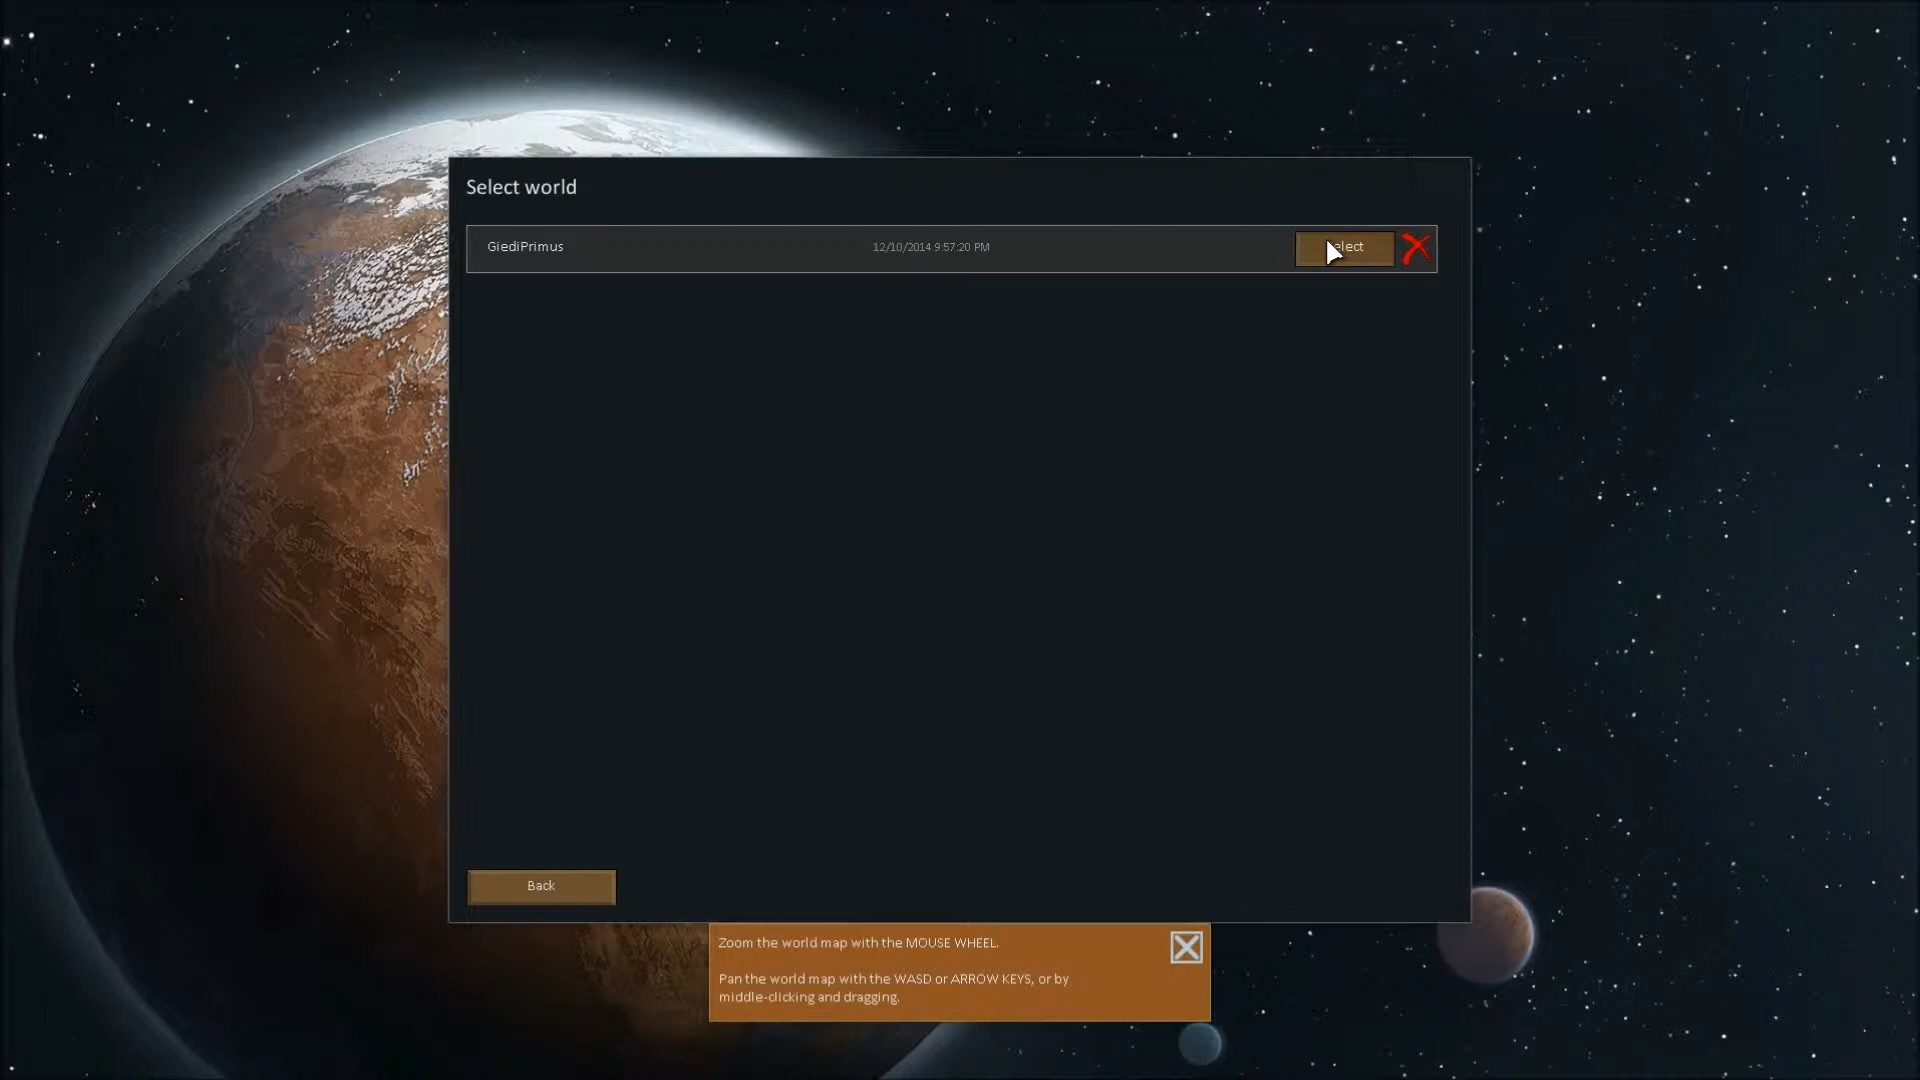 Select world
GiediPrimus 12/10/2014 9:57:20 PM
Back
Zoom the world map with the MOUSE WHEEL.
Pan the world map with the WASD or ARROW KEYS, or by
middle-clicking and dragging.